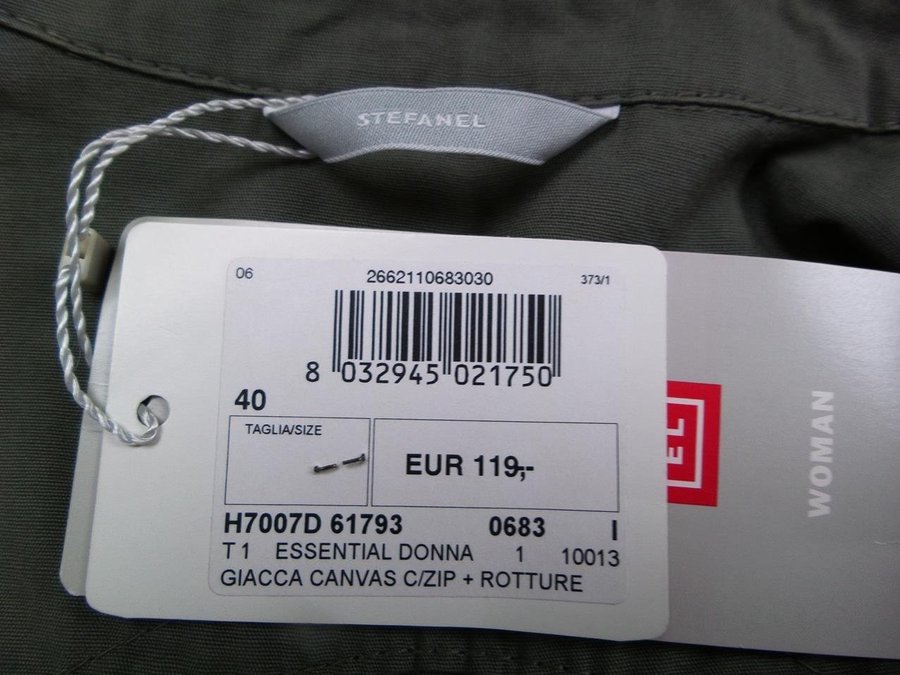 STEFANEL
06 2662110683030 373/1
8 032945 021750
40
TAGLIA/SIZE
EUR 119,-
H7007D 61793 0683 I
T 1 ESSENTIAL DONNA 1 10013
GIACCA CANVAS C/ZIP + ROTTURE
EL
WOMAN